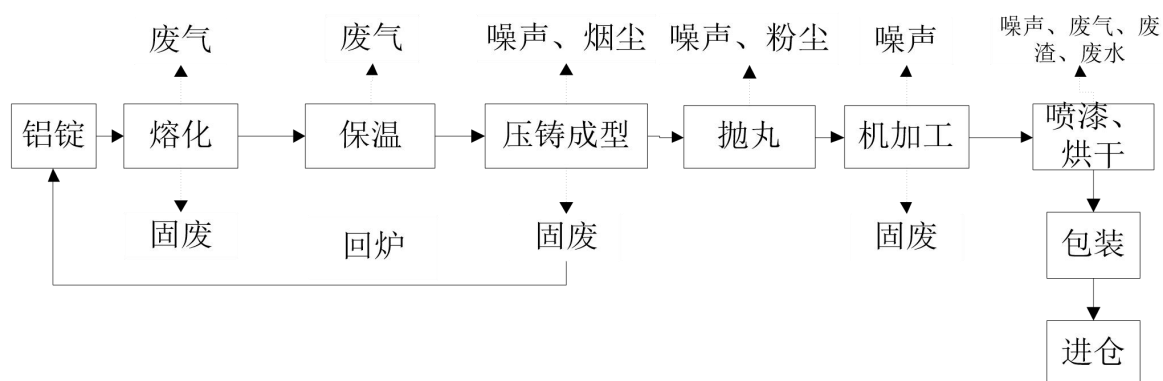 废气
废气
噪声、烟尘
噪声、粉尘
噪声
噪声、废气、废
渣、废水
铝锭
熔化
保温
压铸成型
抛丸
机加工
喷漆、
烘干
固废
回炉
固废
固废
包装
进仓